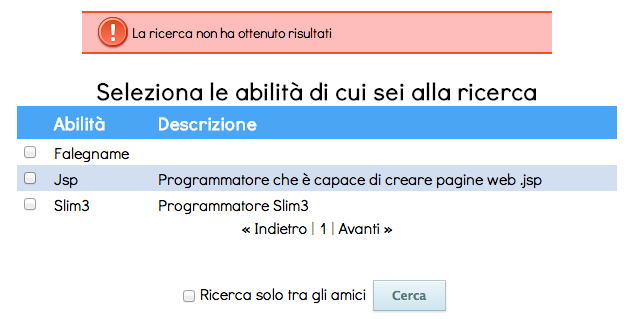 La ricerca non ha ottenuto risultati
Seleziona le abilità di cui sei alla ricerca
Abilità Descrizione
Falegname
Jsp Programmatore che è capace di creare pagine web .jsp
Slim3 Programmatore Slim3
« Indietro | 1 | Avanti »
Ricerca solo tra gli amici Cerca